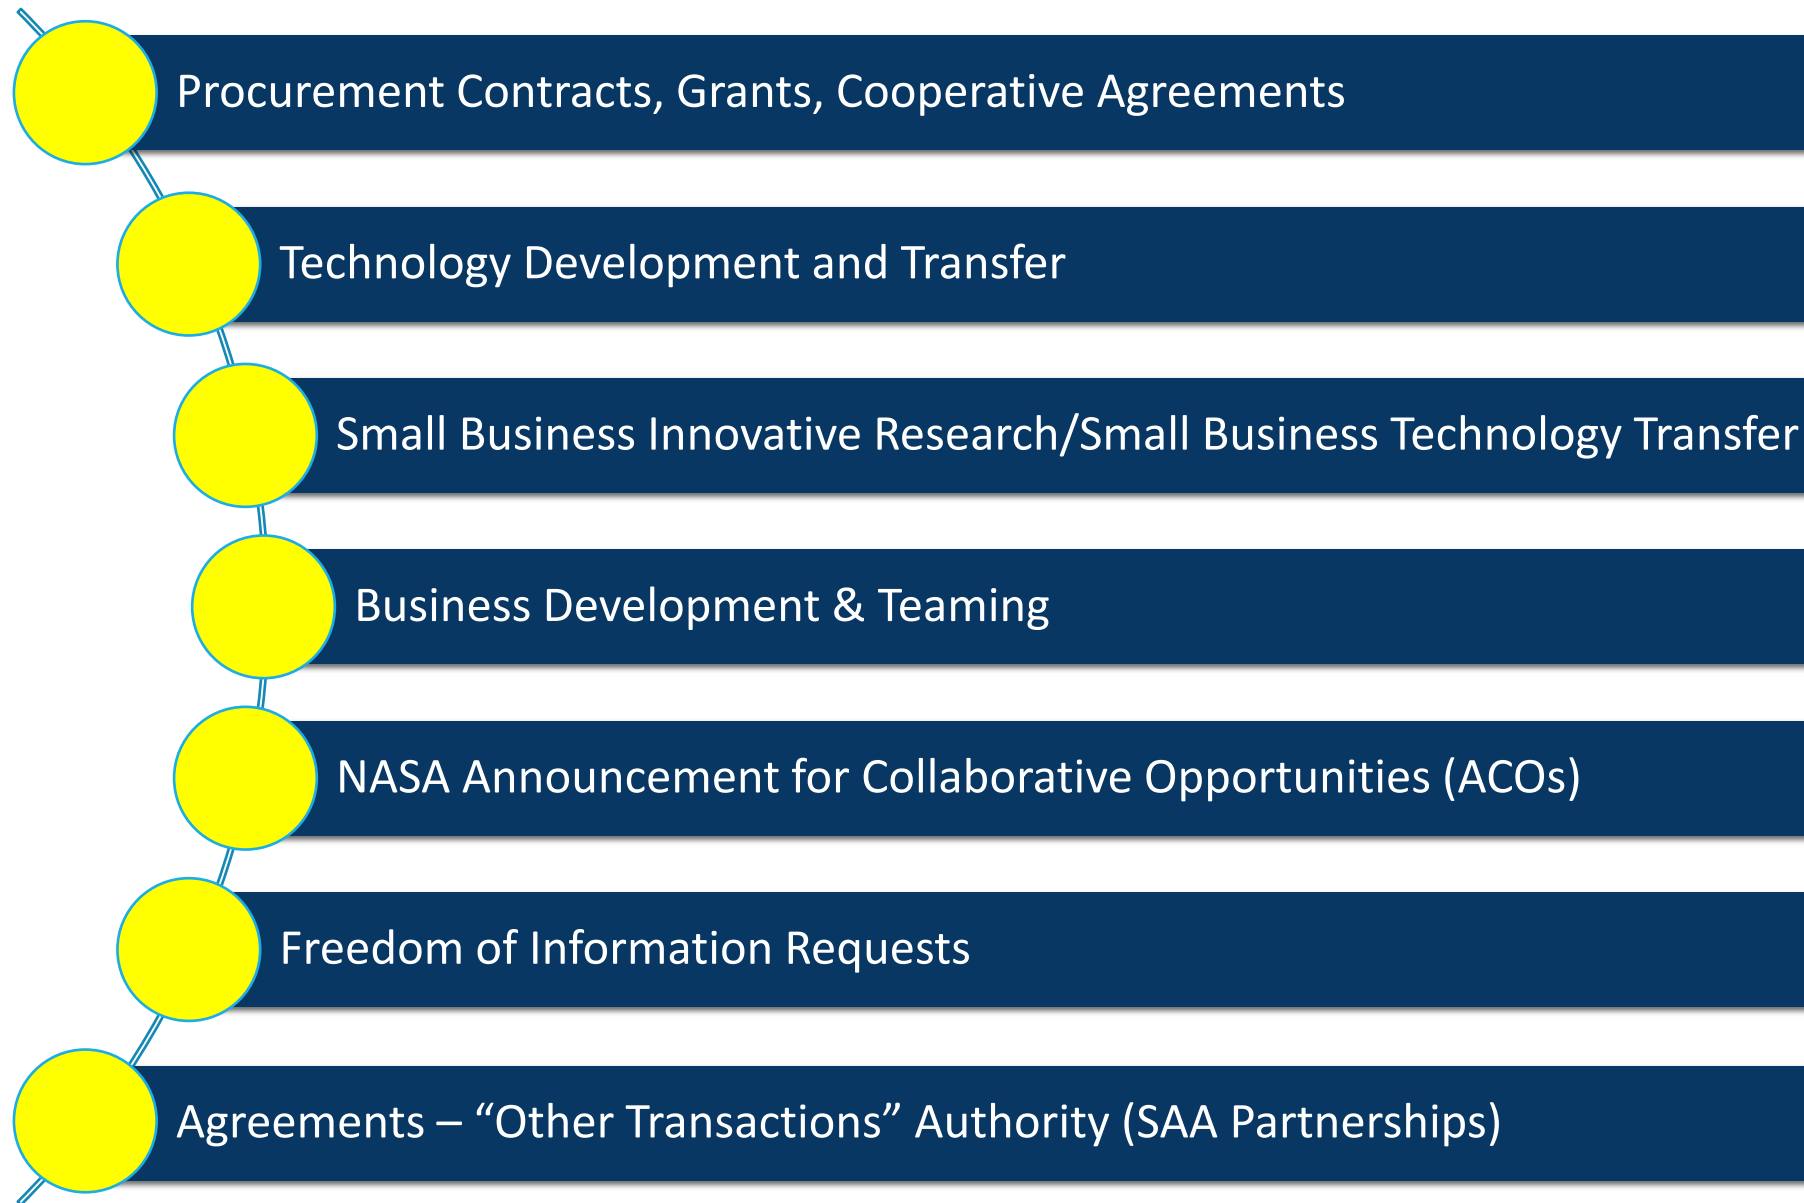 Procurement Contracts, Grants, Cooperative Agreements
Technology Development and Transfer
Small Business Innovative Research/Small Business Technology Transfer
Business Development & Teaming
NASA Announcement for Collaborative Opportunities (ACOs)
Freedom of Information Requests
Agreements – “Other Transactions” Authority (SAA Partnerships)